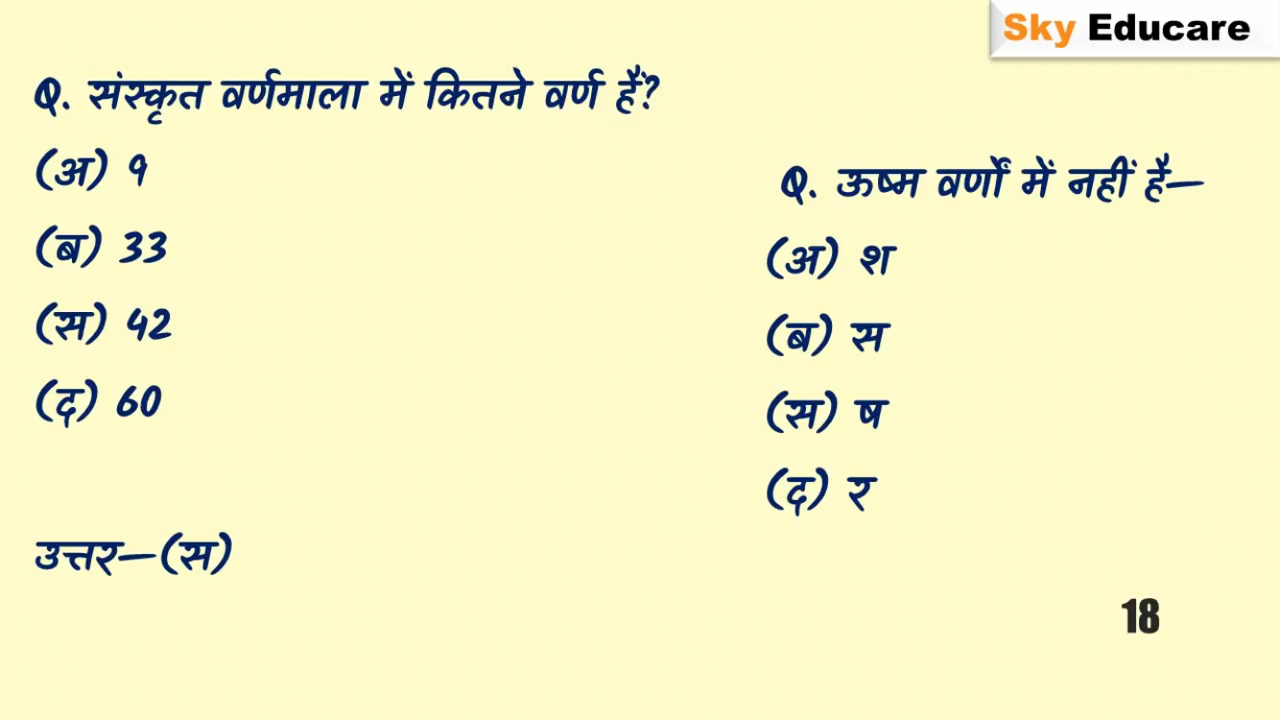 Sky Educare
Q. संस्कृत वर्णमाला में कितने वर्ण हैं?
(अ) 9
(ब) 33
(स) 42
(द) 60
उत्तर—(स)
Q. ऊष्म वर्णों में नहीं है—
(अ) श
(ब) स
(स) ष
(द) र
18